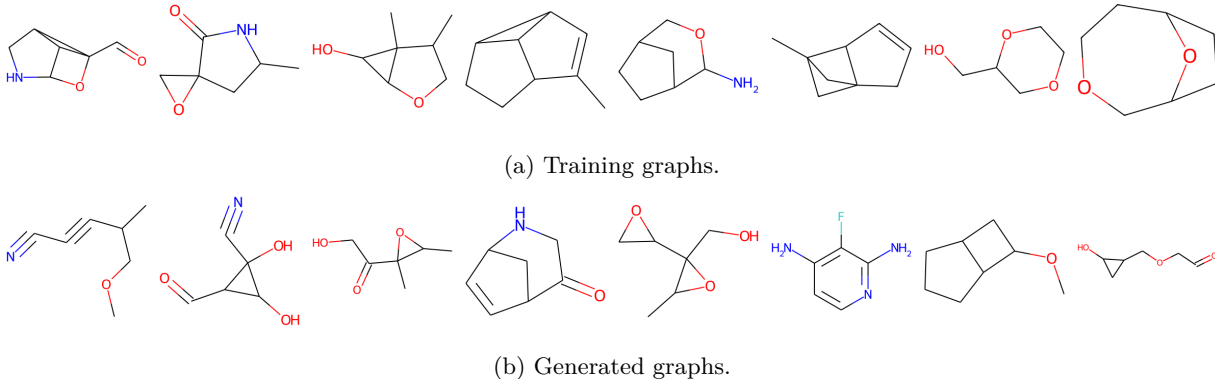 HN O O
O NH O
HO O
O NH₂
HO O O
O O
(a) Training graphs.
N O
N OH O OH
HO O O
H N O
O OH O
F H₂N NH₂ N
O
HO O O
(b) Generated graphs.